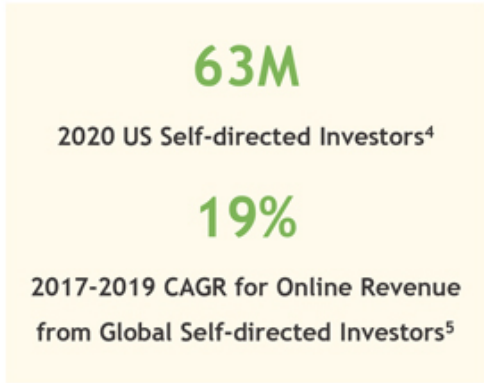 63M
2020 US Self-directed Investors⁴
19%
2017-2019 CAGR for Online Revenue
from Global Self-directed Investors⁵